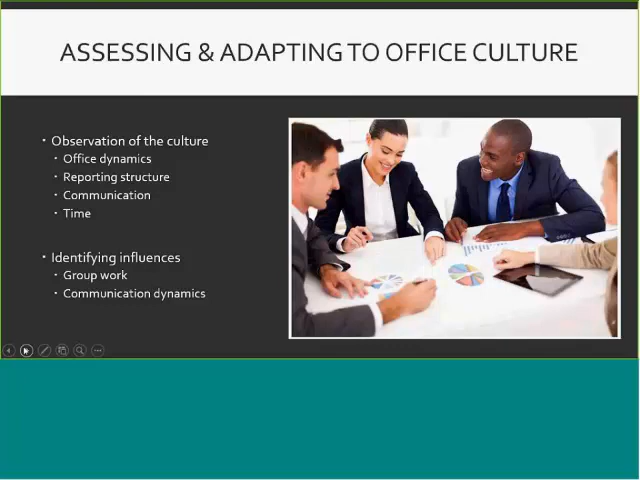 ASSESSING & ADAPTING TO OFFICE CULTURE
• Observation of the culture
• Office dynamics
• Reporting structure
• Communication
• Time
• Identifying influences
• Group work
• Communication dynamics